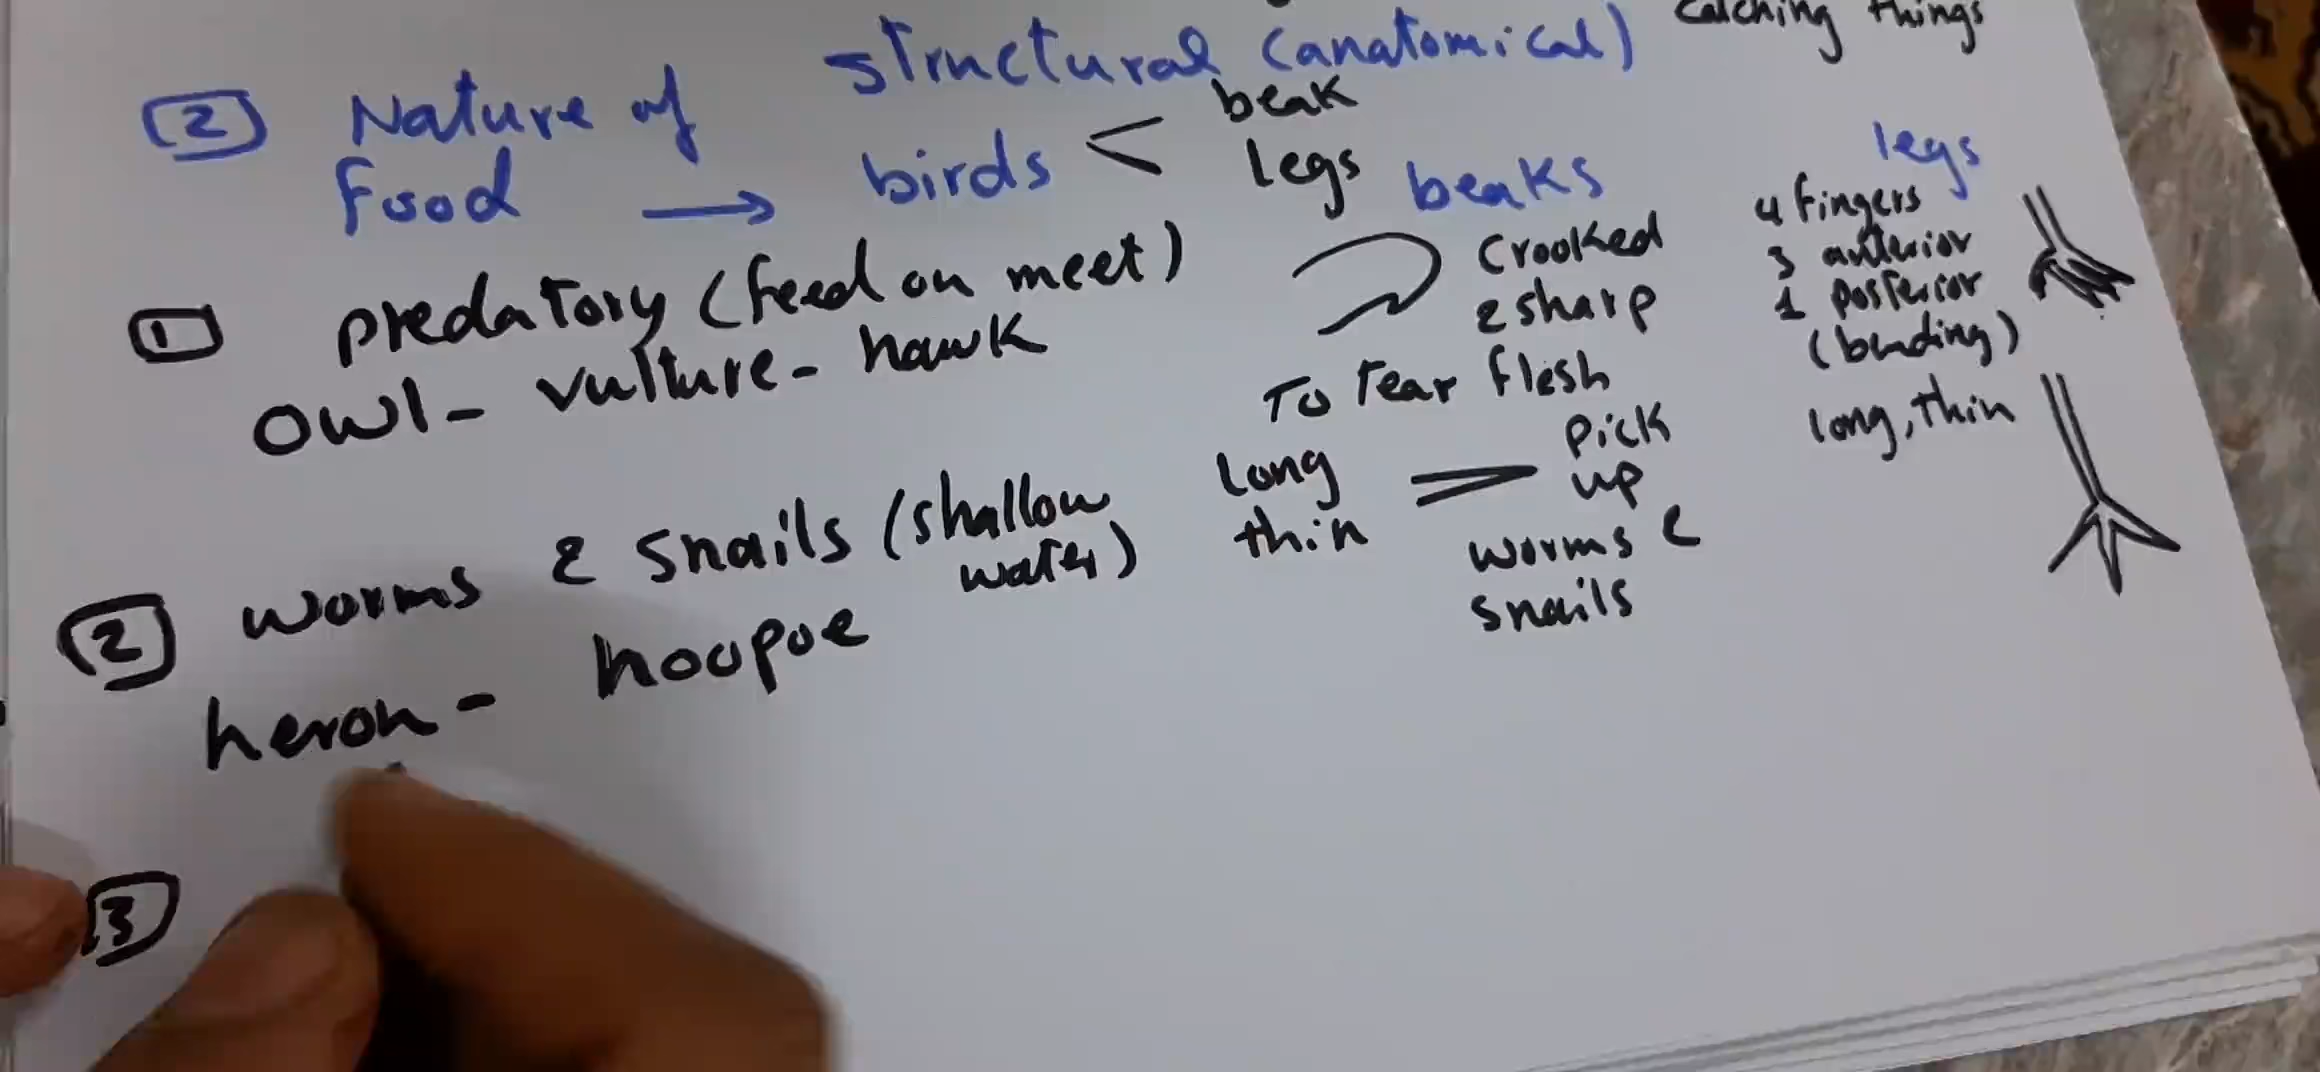 catching things
structural (anatomical)
2 Nature of
food → birds < beak
legs
beaks
legs
1 predatory (feed on meet)
owl - vulture - hawk
crooked
& sharp
To tear flesh
4 fingers
3 anterior
1 posterior
(bending)
2 worms & snails (shallow
water)
heron - hoopoe
long
thin
pick
up
worms &
snails
long, thin
3